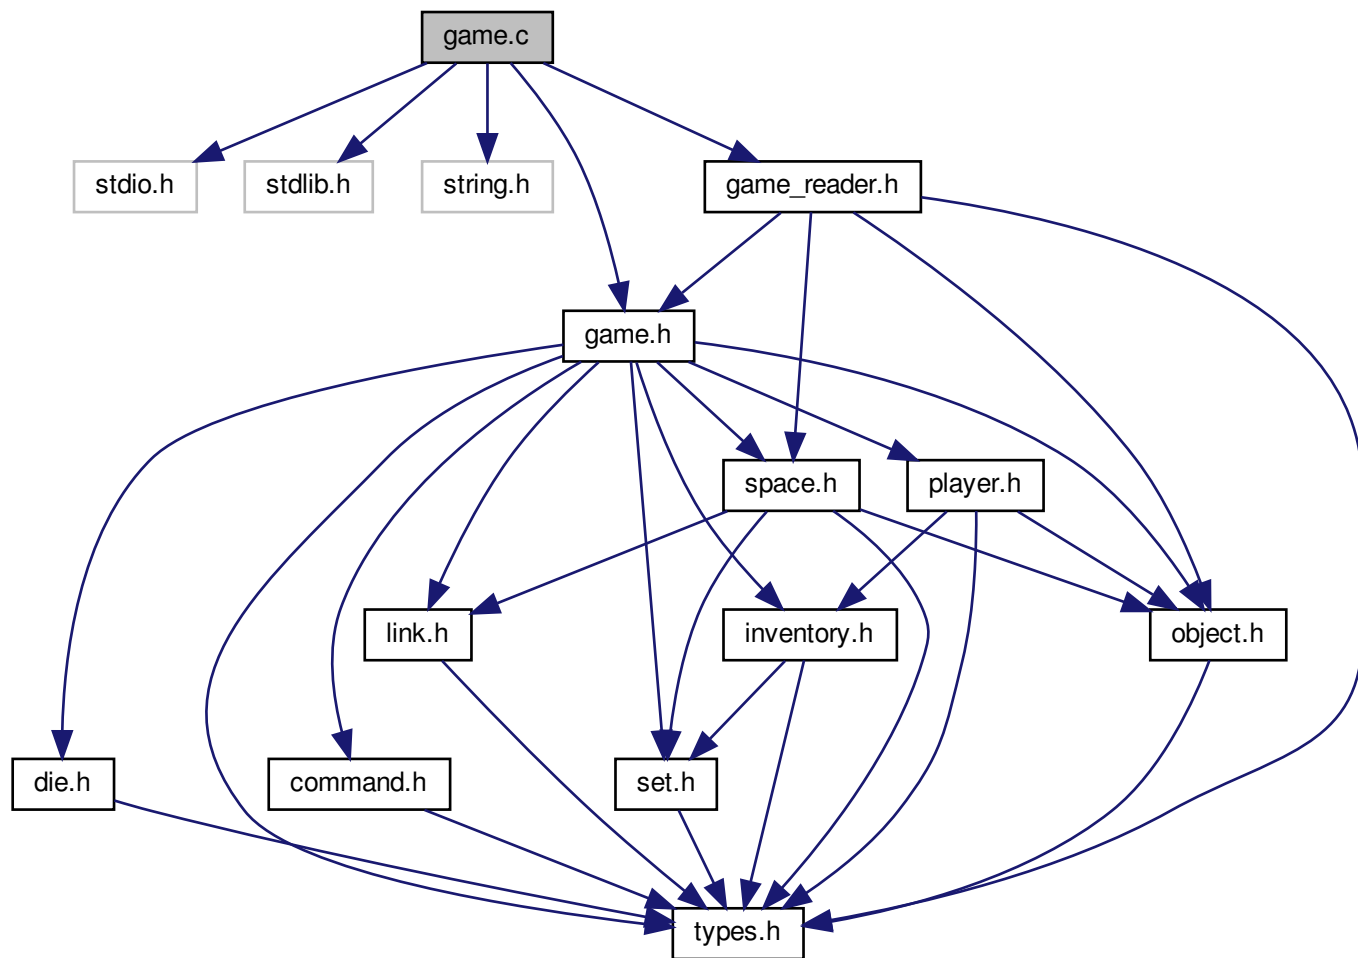 game.c
stdio.h
stdlib.h
string.h
game_reader.h
game.h
space.h
player.h
link.h
inventory.h
object.h
die.h
command.h
set.h
types.h